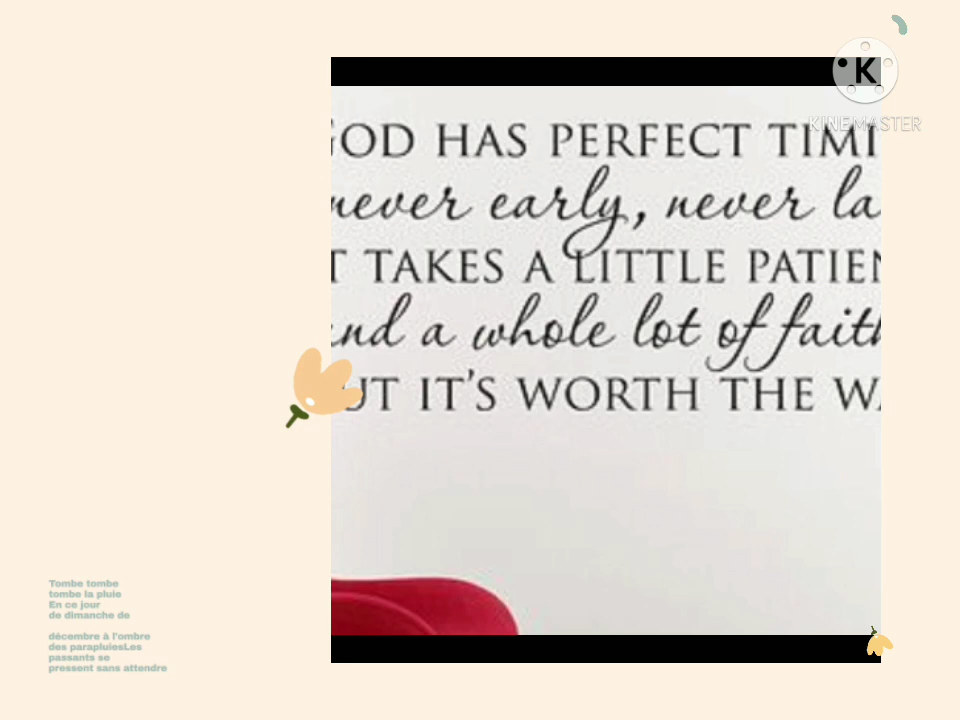 KINEMASTER
GOD HAS PERFECT TIMI
never early, never la
T TAKES A LITTLE PATIEN
and a whole lot of faith
UT IT'S WORTH THE WA
Tombe tombe
tombe la pluie
En ce jour
de dimanche de
décembre à l'ombre
des parapluiesLes
passants se
pressent sans attendre